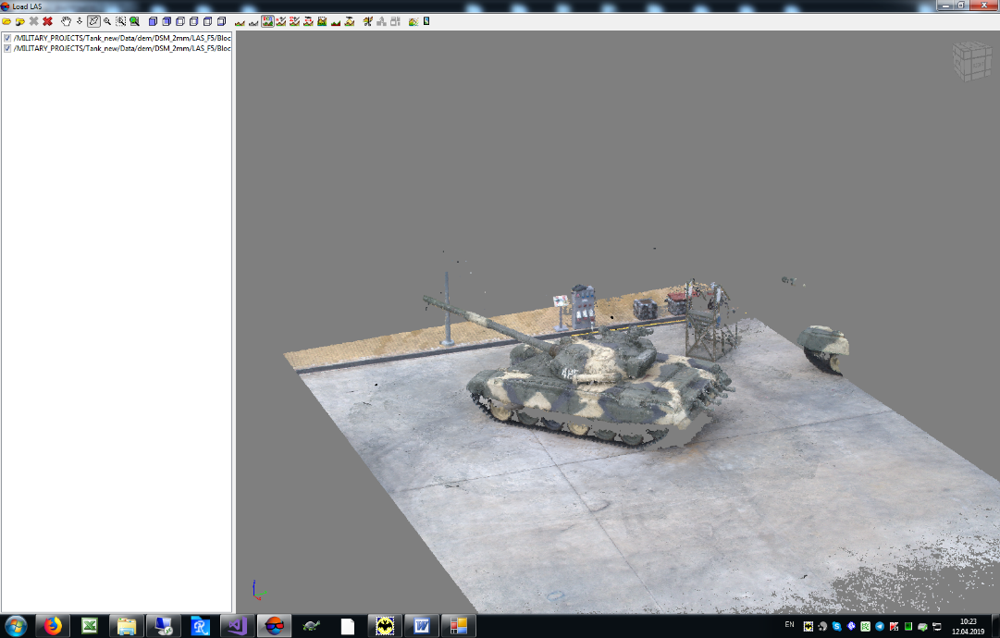 Load LAS
/MILITARY_PROJECTS/Tank_new/Data/dem/DSM_2mm/LAS_F5/Bloc
/MILITARY_PROJECTS/Tank_new/Data/dem/DSM_2mm/LAS_F5/Bloc
EN
10:23
12.04.2019